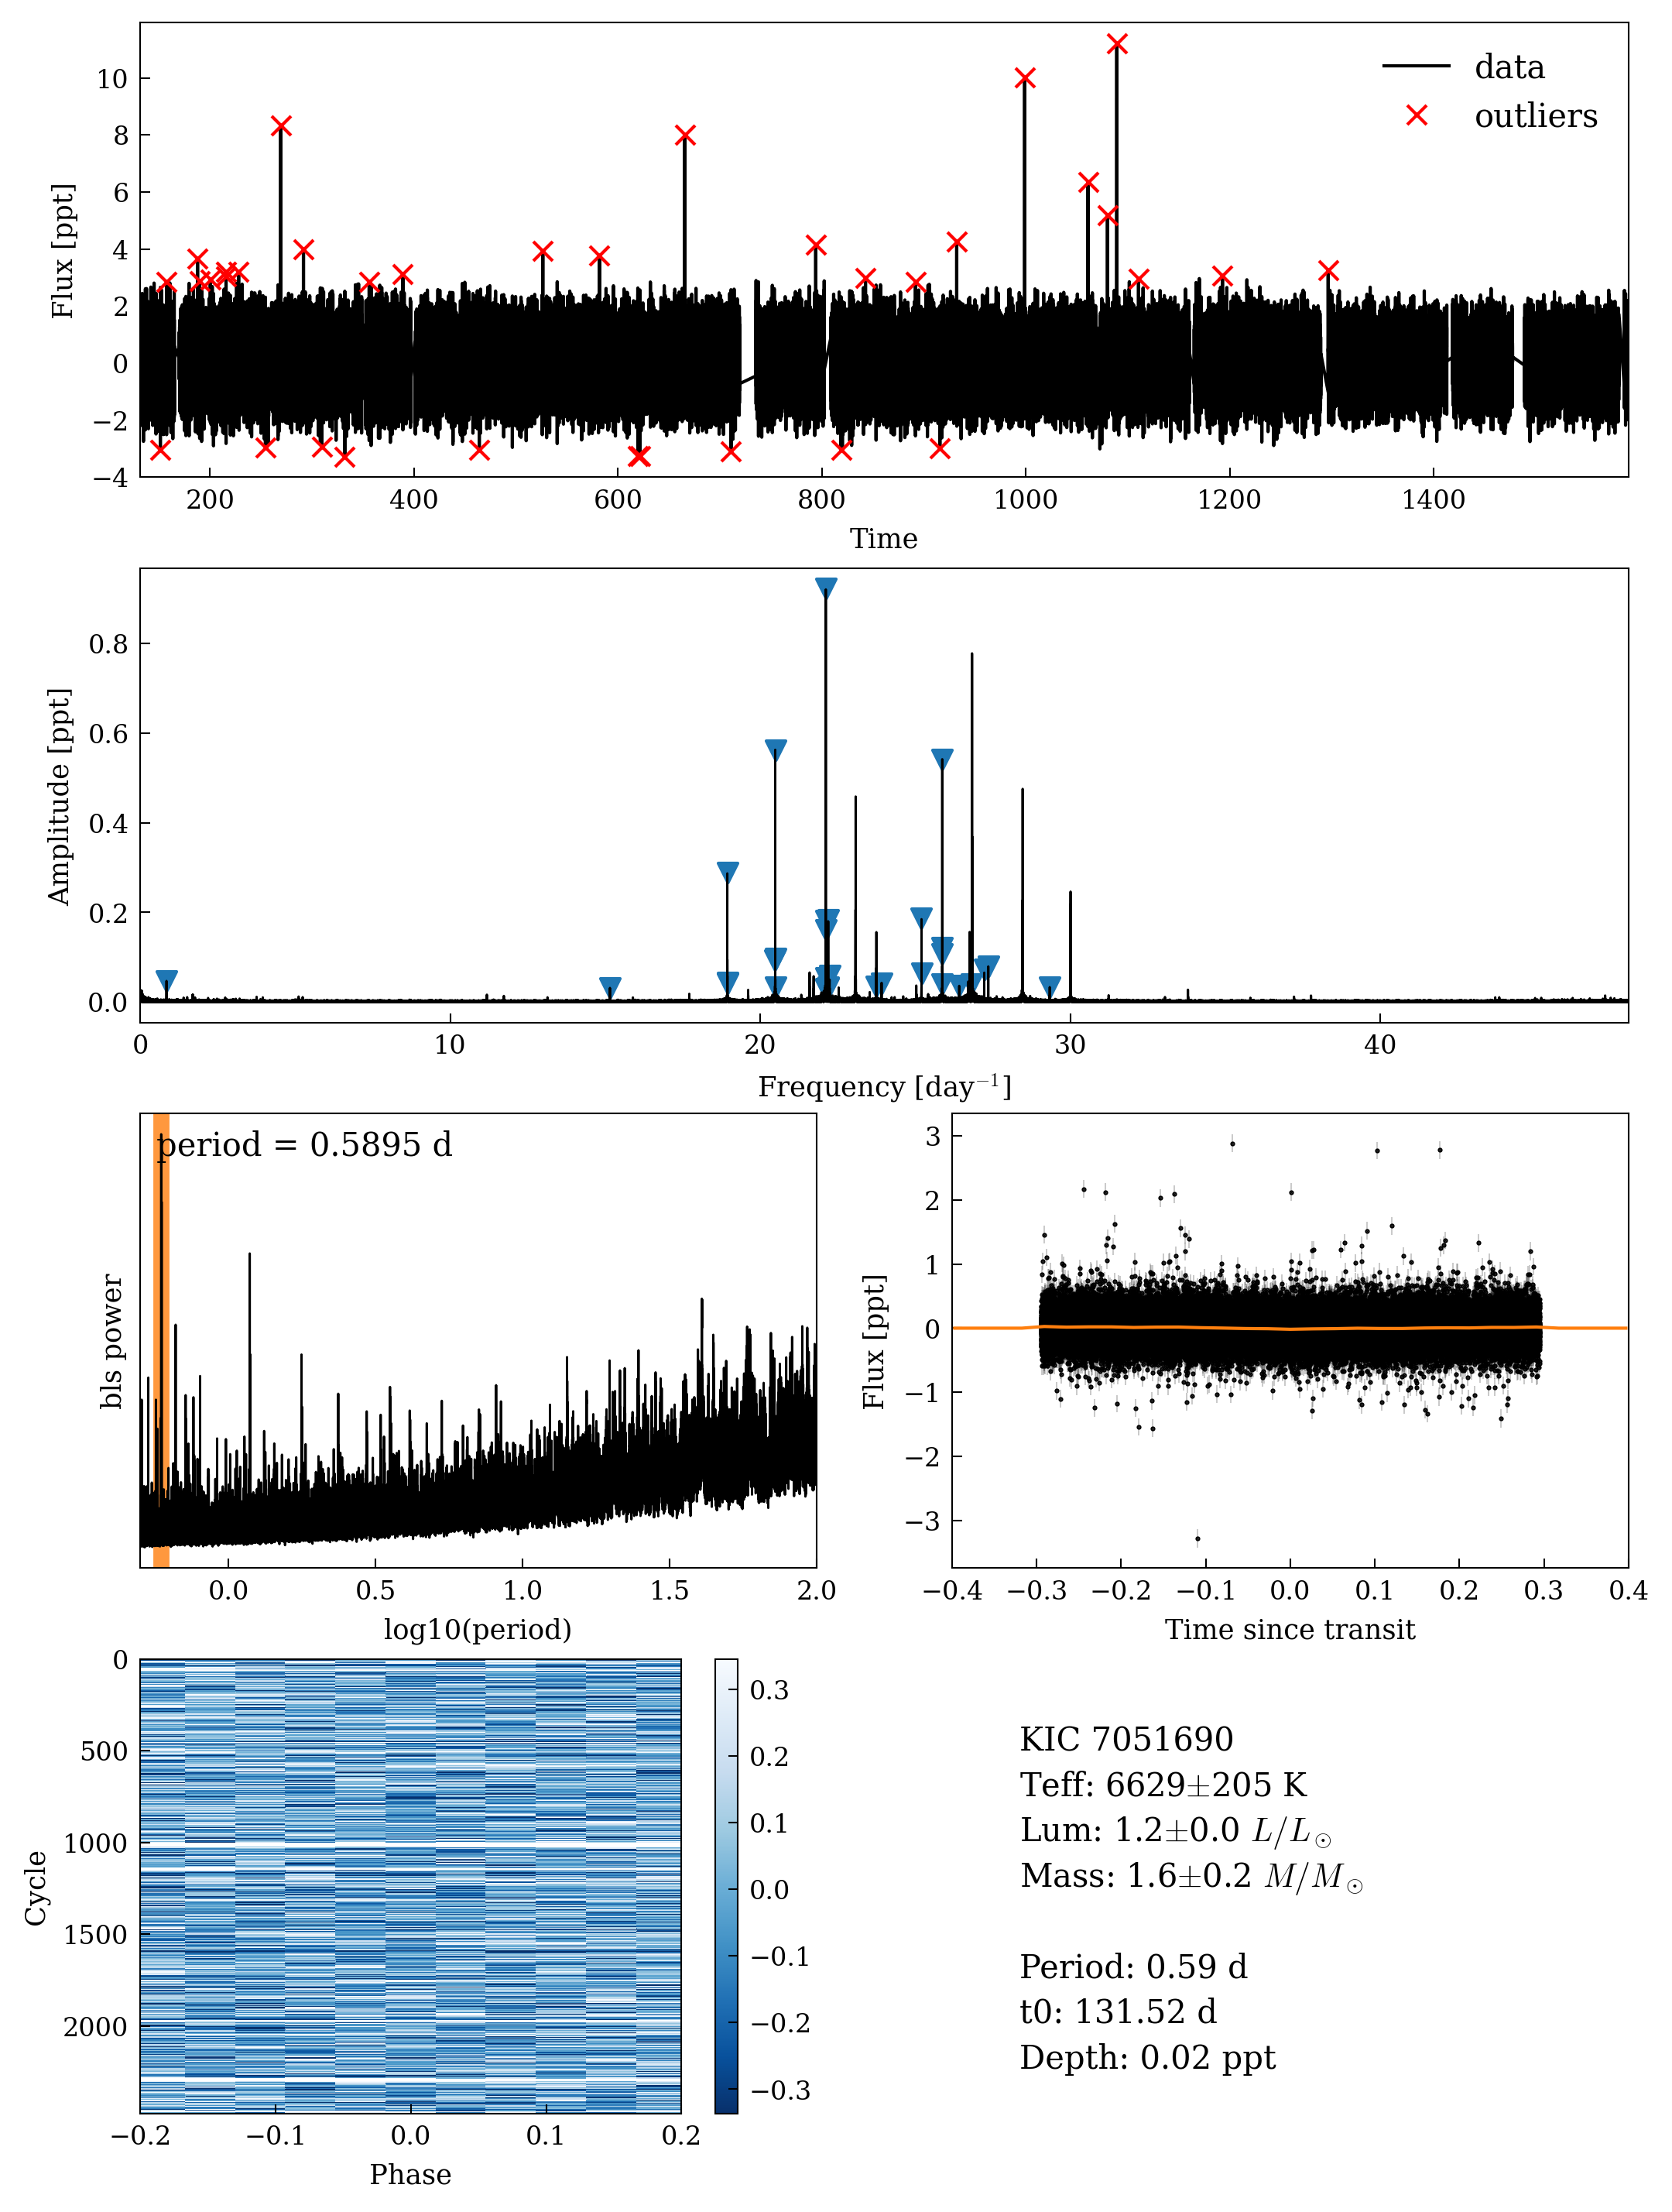 data
outliers
10
8
6
4
2
0
−2
−4
Flux [ppt]
200 400 600 800 1000 1200 1400
Time
0.8
0.6
0.4
0.2
0.0
Amplitude [ppt]
0 10 20 30 40
Frequency [day⁻¹]
period = 0.5895 d
bls power
0.0 0.5 1.0 1.5 2.0
log10(period)
3
2
1
0
−1
−2
−3
Flux [ppt]
−0.4 −0.3 −0.2 −0.1 0.0 0.1 0.2 0.3 0.4
Time since transit
0
500
1000
1500
2000
Cycle
−0.2 −0.1 0.0 0.1 0.2
Phase
0.3
0.2
0.1
0.0
−0.1
−0.2
−0.3
KIC 7051690
Teff: 6629±205 K
Lum: 1.2±0.0 L/L☉
Mass: 1.6±0.2 M/M☉
Period: 0.59 d
t0: 131.52 d
Depth: 0.02 ppt